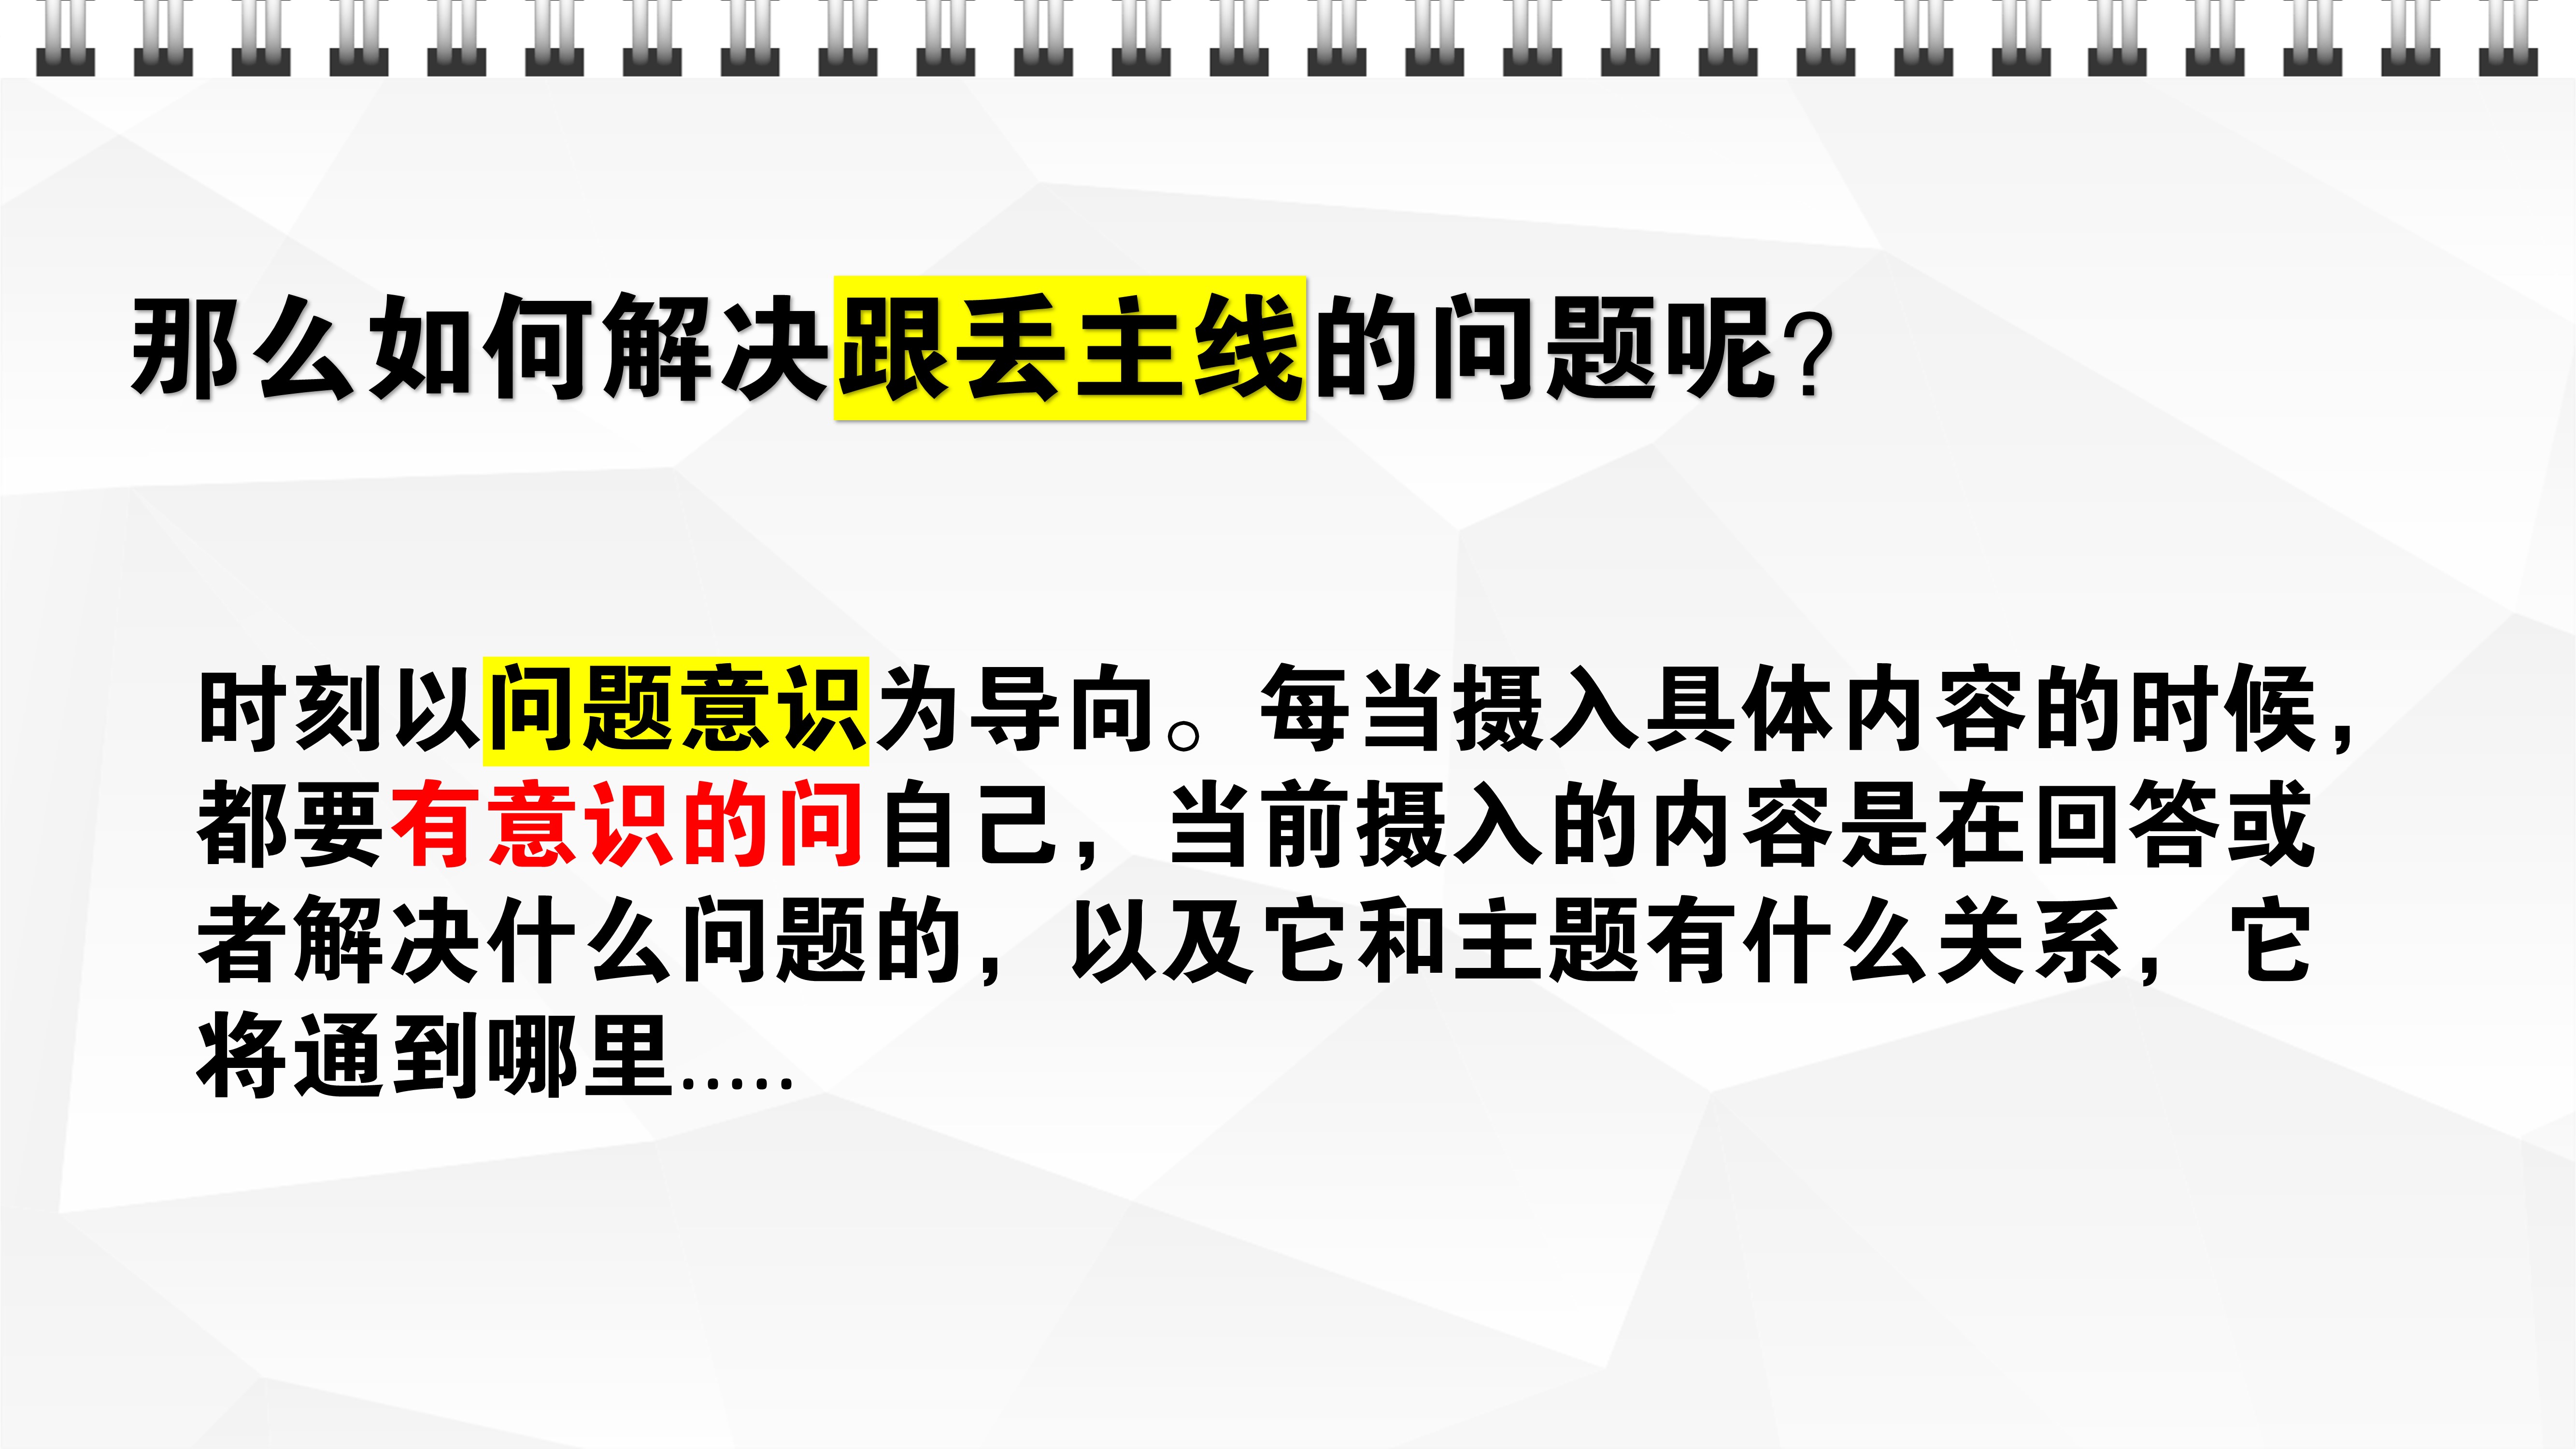 那么如何解决跟丢主线的问题呢?
时刻以问题意识为导向。每当摄入具体内容的时候，
都要有意识的问自己，当前摄入的内容是在回答或
者解决什么问题的，以及它和主题有什么关系，它
将通到哪里.....